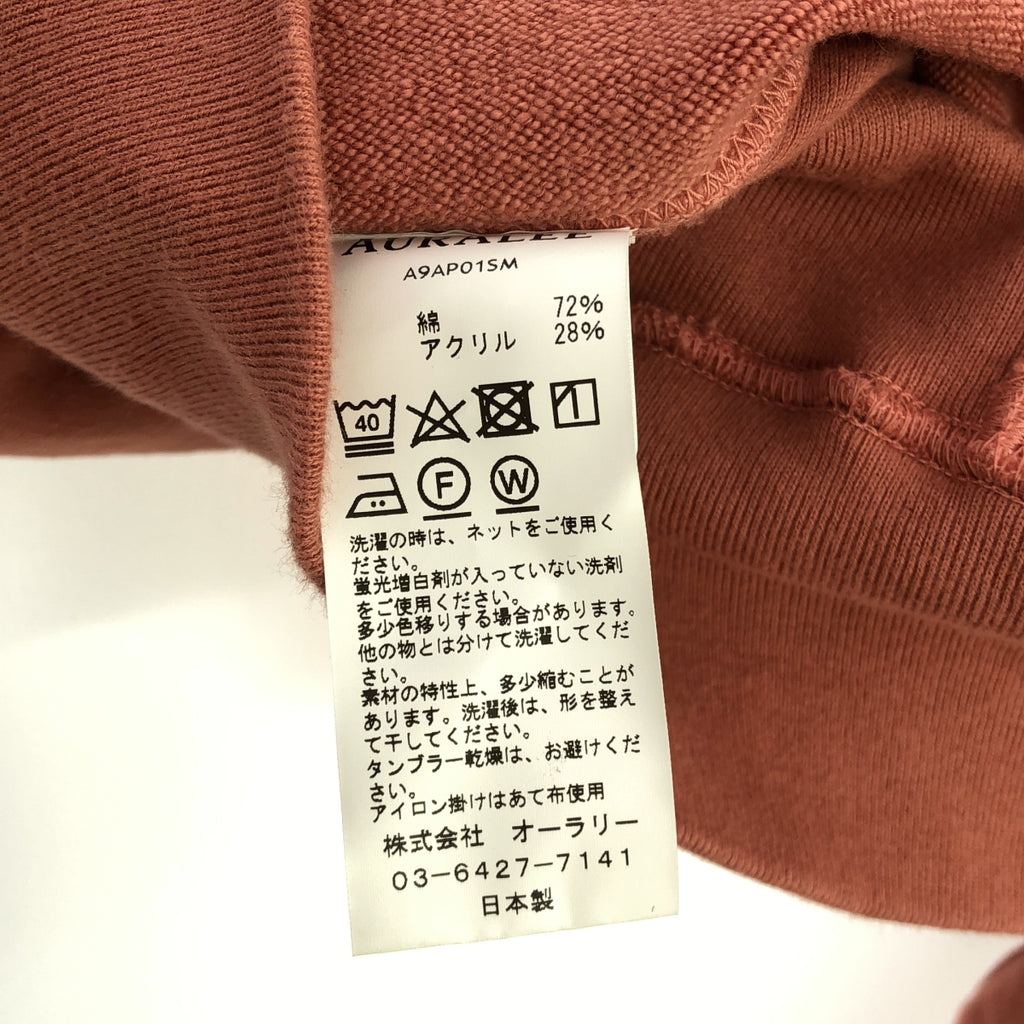 AURALEE
A9AP01SM
綿 72%
アクリル 28%
40
F
W
洗濯の時は、ネットをご使用く
ださい。
蛍光増白剤が入っていない洗剤
をご使用ください。
多少色移りする場合があります。
他の物とは分けて洗濯してくだ
さい。
素材の特性上、多少縮むことが
あります。洗濯後は、形を整え
て干してください。
タンブラー乾燥は、お避けくだ
さい。
アイロン掛けはあて布使用
株式会社 オーラリー
03-6427-7141
日本製